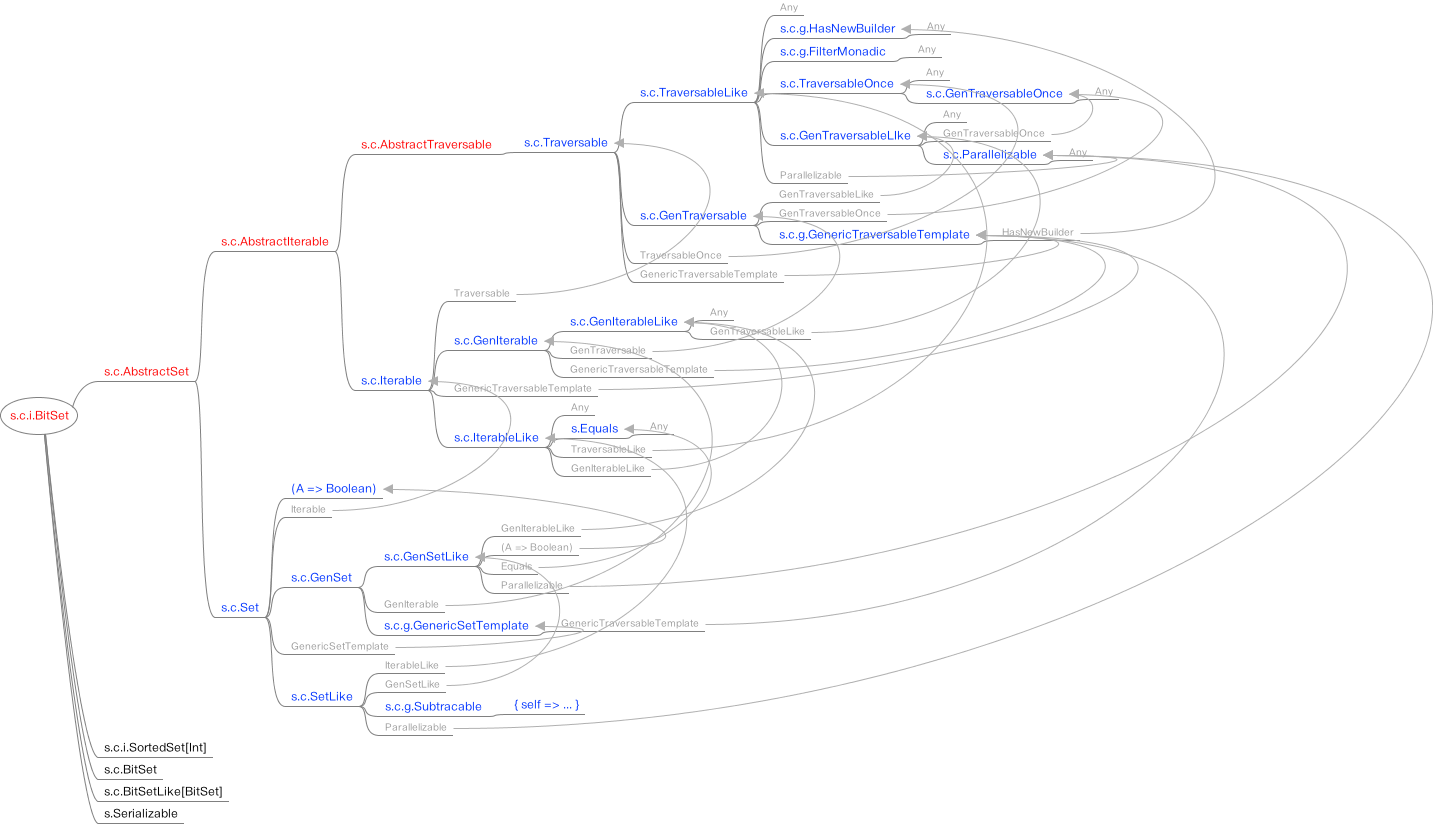 Any
s.c.g.HasNewBuilder
Any
s.c.g.FilterMonadic
Any
Any
s.c.TraversableOnce
s.c.TraversableLike
s.c.GenTraversableOnce
Any
Any
s.c.GenTraversableLIke
GenTraversableOnce
s.c.AbstractTraversable
s.c.Traversable
s.c.Parallelizable
Any
Parallelizable
GenTraversableLike
s.c.GenTraversable
GenTraversableOnce
s.c.g.GenericTraversableTemplate
HasNewBuilder
s.c.AbstractIterable
TraversableOnce
GenericTraversableTemplate
Traversable
Any
s.c.GenIterableLike
GenTraversableLike
s.c.GenIterable
GenTraversable
GenericTraversableTemplate
s.c.AbstractSet
s.c.Iterable
GenericTraversableTemplate
Any
s.c.i.BitSet
s.Equals
Any
s.c.IterableLike
TraversableLike
GenIterableLike
(A => Boolean)
Iterable
GenIterableLike
(A => Boolean)
s.c.GenSetLike
Equals
s.c.GenSet
Parallelizable
GenIterable
s.c.Set
s.c.g.GenericSetTemplate
GenericTraversableTemplate
GenericSetTemplate
IterableLike
GenSetLike
s.c.SetLike
s.c.g.Subtracable
{ self => ... }
Parallelizable
s.c.i.SortedSet[Int]
s.c.BitSet
s.c.BitSetLike[BitSet]
s.Serializable